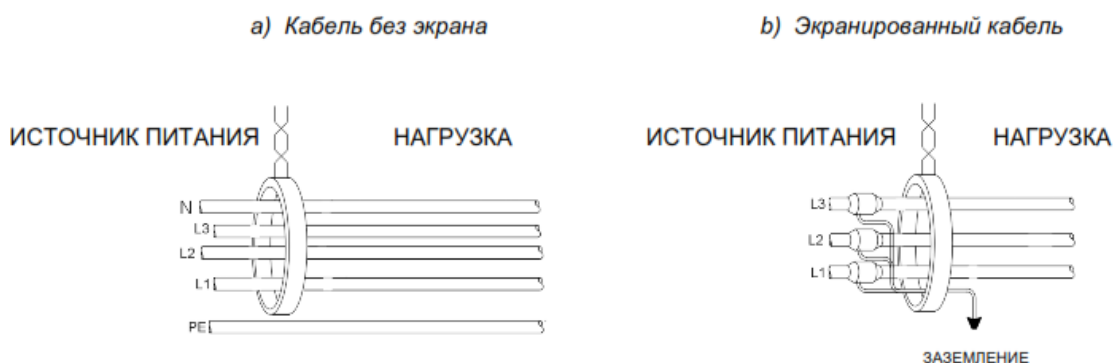 a) Кабель без экрана
b) Экранированный кабель
ИСТОЧНИК ПИТАНИЯ
НАГРУЗКА
N
L3
L2
L1
PE
ИСТОЧНИК ПИТАНИЯ
НАГРУЗКА
L3
L2
L1
ЗАЗЕМЛЕНИЕ